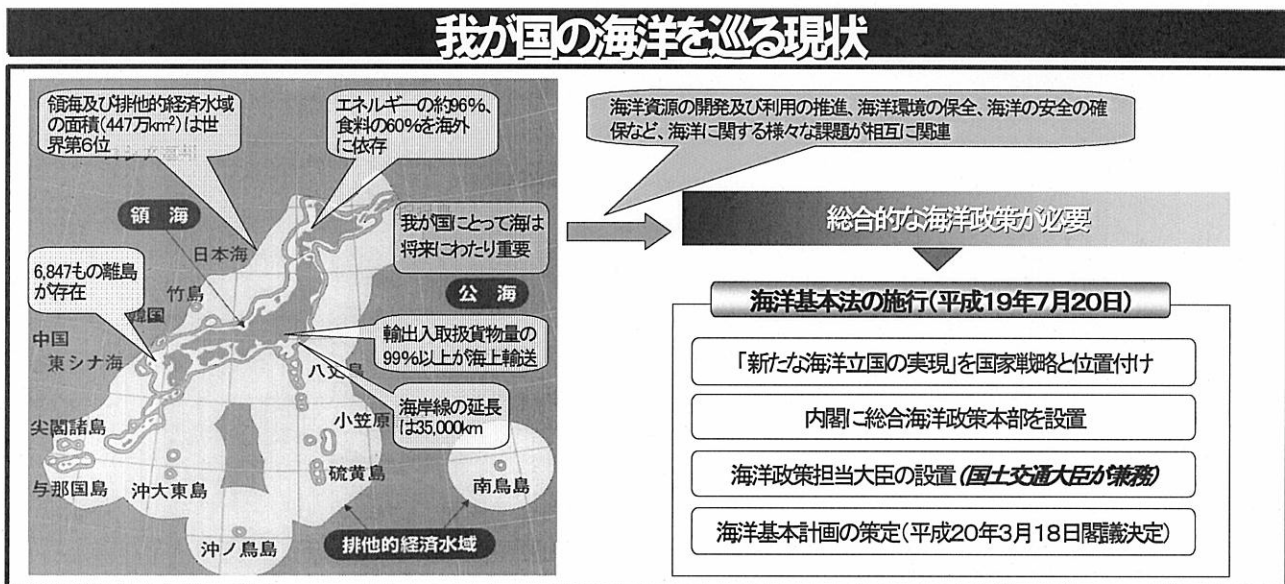 我が国の海洋を巡る現状
領海及び排他的経済水域
の面積(447万km²)は世
界第6位
エネルギーの約96%、
食料の60%を海外
に依存
海洋資源の開発及び利用の推進、海洋環境の保全、海洋の安全の確
保など、海洋に関する様々な課題が相互に関連
領海
我が国にとって海は
将来にわたり重要
総合的な海洋政策が必要
日本海
6,847もの離島
が存在
竹島
公海
韓国
中国
東シナ海
輸出入取扱貨物量の
99%以上が海上輸送
八丈島
海岸線の延長
は35,000km
小笠原
尖閣諸島
与那国島
沖大東島
硫黄島
南鳥島
沖ノ鳥島
排他的経済水域
海洋基本法の施行(平成19年7月20日)
「新たな海洋立国の実現」を国家戦略と位置付け
内閣に総合海洋政策本部を設置
海洋政策担当大臣の設置(国土交通大臣が兼務)
海洋基本計画の策定(平成20年3月18日閣議決定)